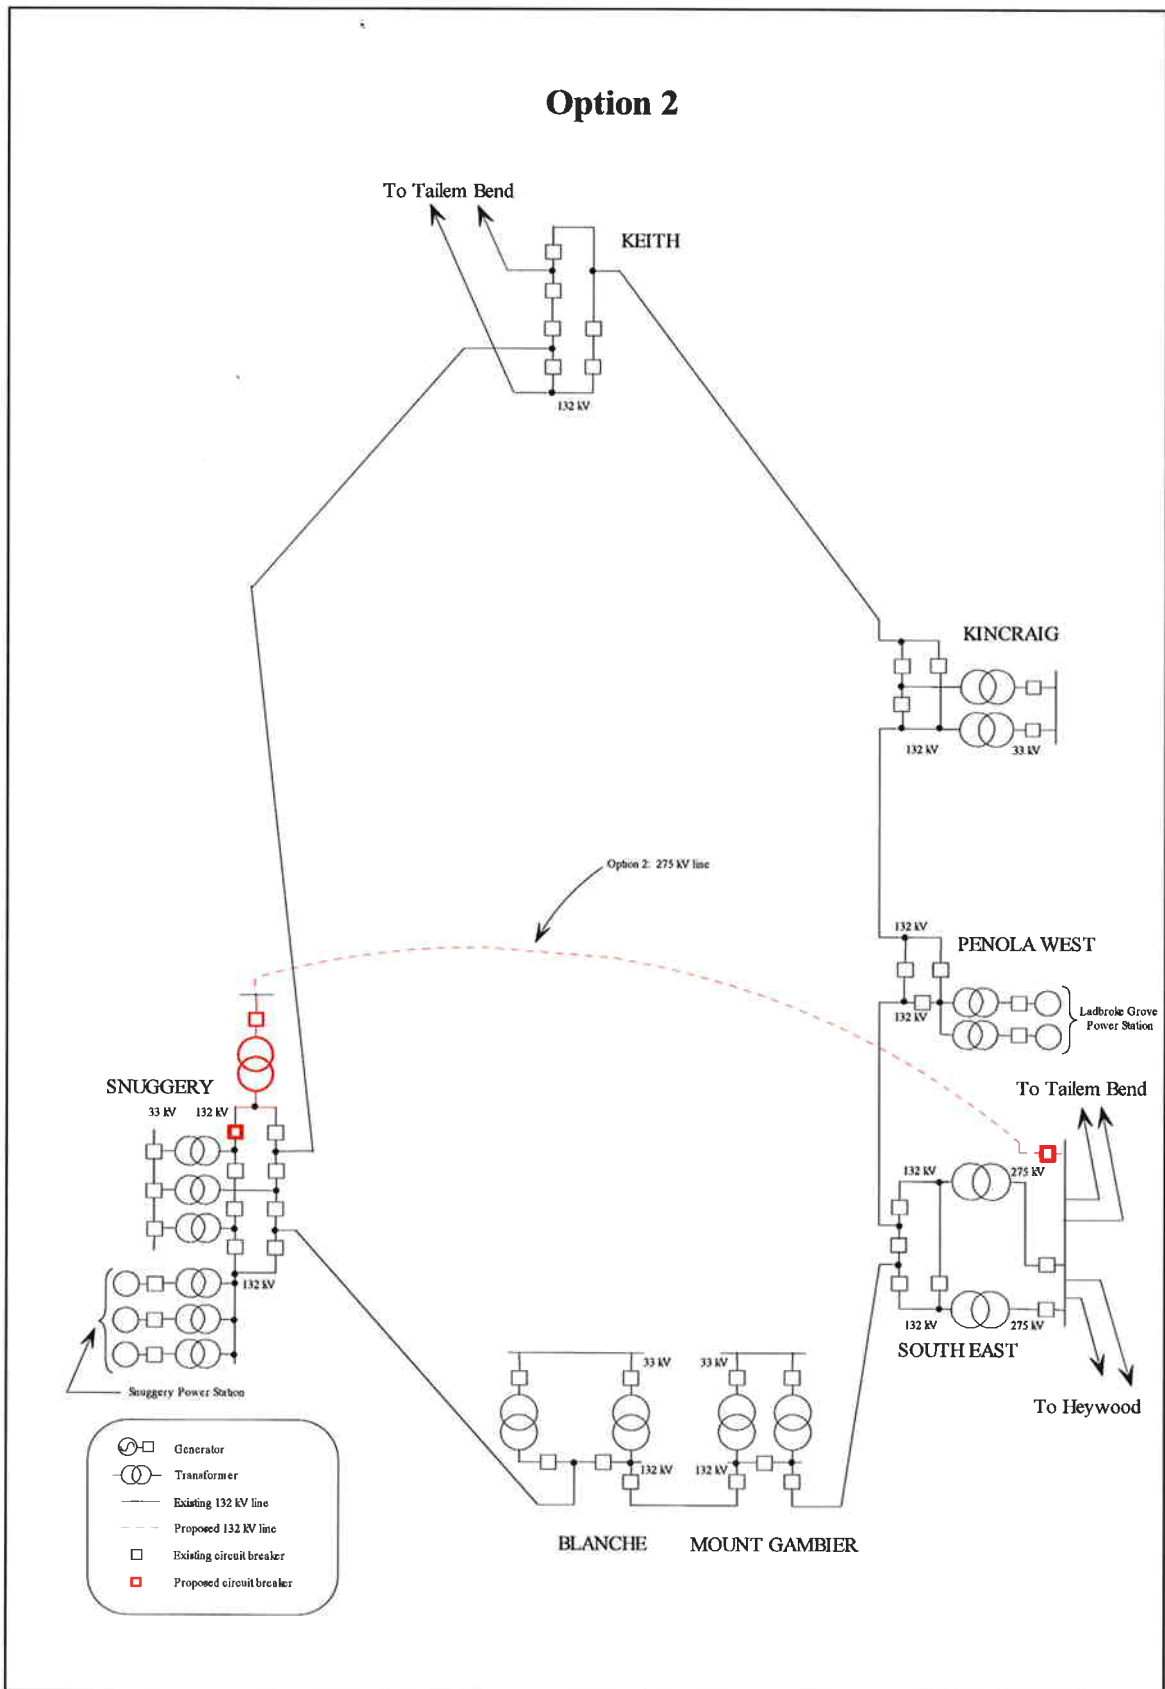 Option 2
To Tailem Bend
KEITH
132 kV
KINCRAIG
132 kV
33 kV
Option 2: 275 kV line
132 kV
PENOLA WEST
132 kV
Ladbroke Grove
Power Station
SNUGGERY
33 kV
132 kV
To Tailem Bend
132 kV
275 kV
132 kV
132 kV
275 kV
SOUTH EAST
33 kV
33 kV
Snuggery Power Station
To Heywood
132 kV
132 kV
BLANCHE
MOUNT GAMBIER
Generator
Transformer
Existing 132 kV line
Proposed 132 kV line
Existing circuit breaker
Proposed circuit breaker